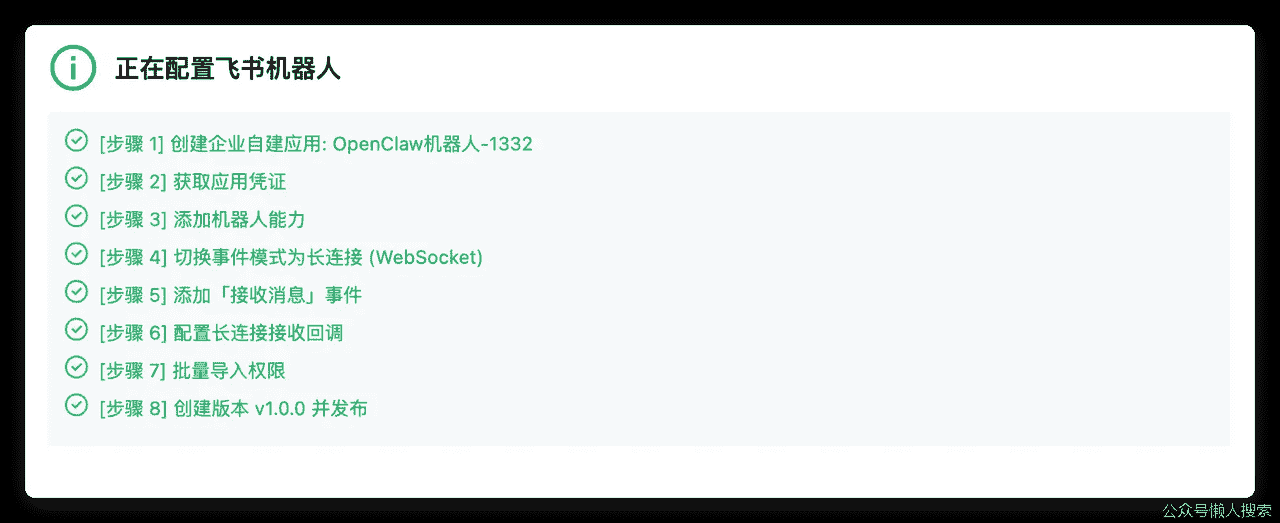 正在配置飞书机器人
[步骤 1] 创建企业自建应用: OpenClaw机器人-1332
[步骤 2] 获取应用凭证
[步骤 3] 添加机器人能力
[步骤 4] 切换事件模式为长连接 (WebSocket)
[步骤 5] 添加「接收消息」事件
[步骤 6] 配置长连接接收回调
[步骤 7] 批量导入权限
[步骤 8] 创建版本 v1.0.0 并发布
公众号懒人搜索